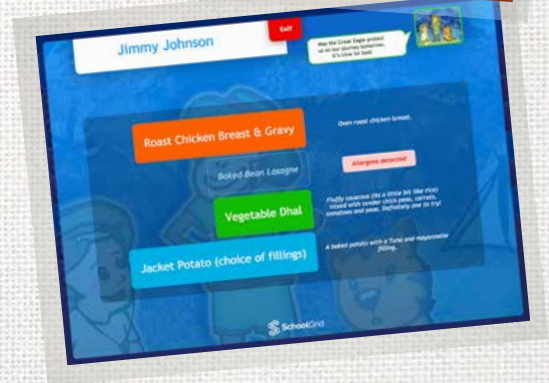 Jimmy Johnson
Exit
May the Great Eagle protect
us on our journey tomorrow.
It's time for bed!
Roast Chicken Breast & Gravy
Oven roast chicken breast.
Baked Bean Lasagne
Allergens detected
Vegetable Dhal
Fluffy couscous (its a little bit like rice)
mixed with tender chick peas, carrots,
tomatoes and peas. Definitely one to try!
Jacket Potato (choice of fillings)
A baked potato with a Tuna and mayonnaise
filling.
SchoolGrid